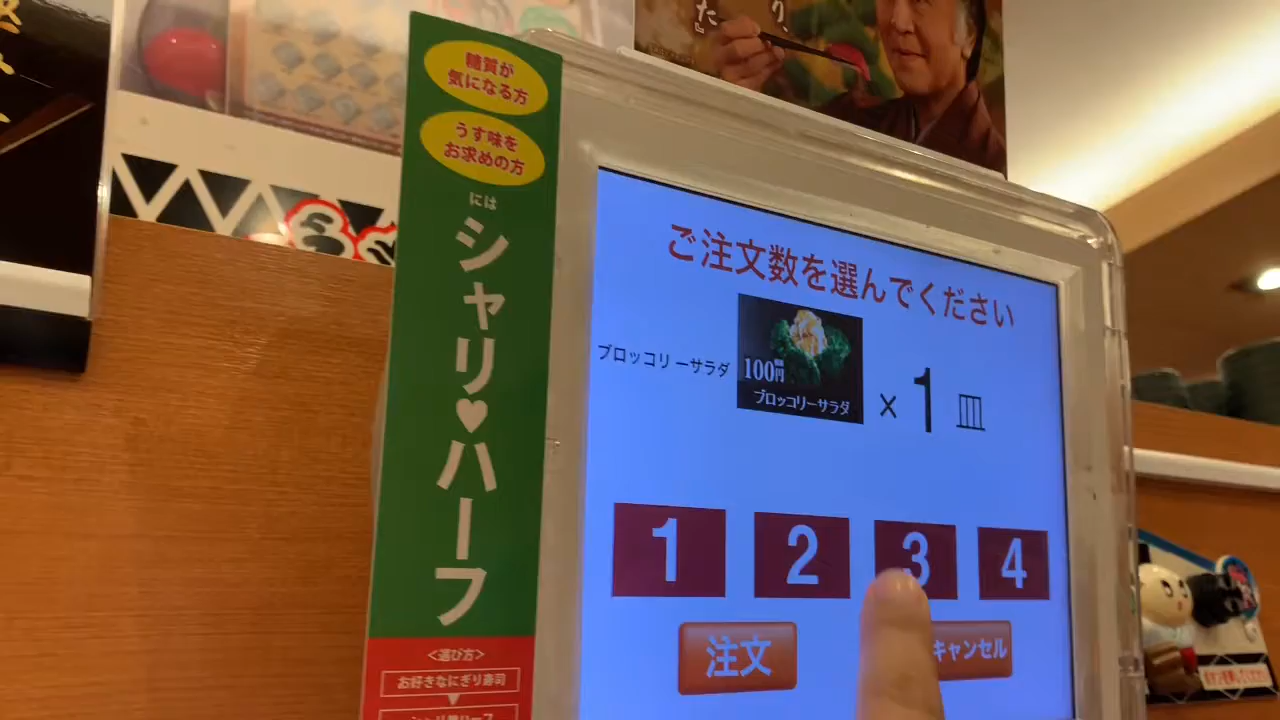 糖質が
気になる方
うす味を
お求めの方
には
シャリ♥ハーフ
<選び方>
お好きなにぎり寿司
ご注文数を選んでください
ブロッコリーサラダ
100円
ブロッコリーサラダ
×1皿
1 2 3 4
注文
キャンセル